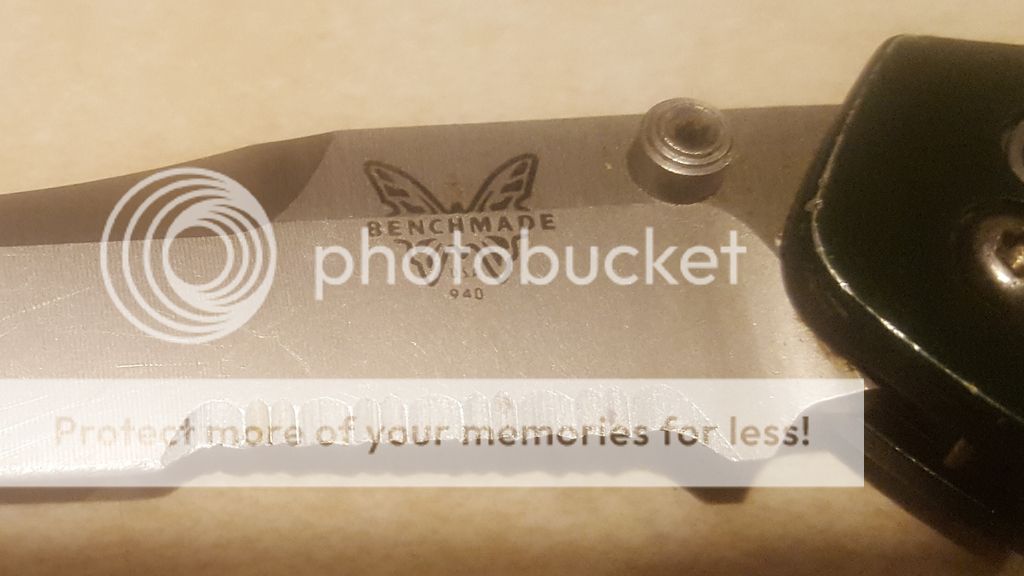 BENCHMADE
940
photobucket
Protect more of your memories for less!